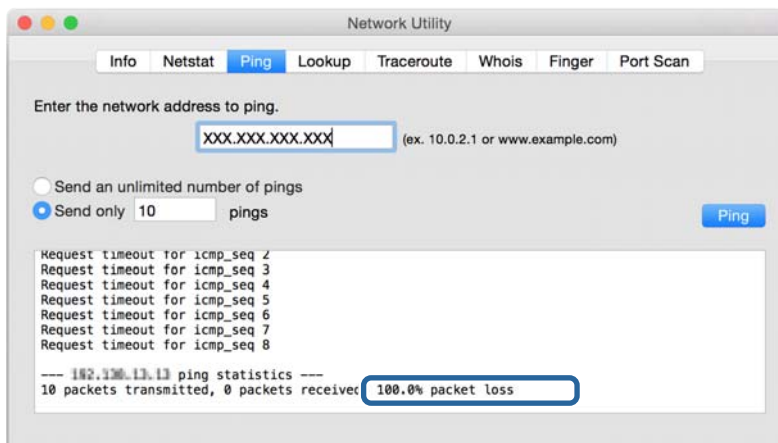 Network Utility
Info Netstat Ping Lookup Traceroute Whois Finger Port Scan
Enter the network address to ping.
XXX.XXX.XXX.XXX (ex. 10.0.2.1 or www.example.com)
Send an unlimited number of pings
Send only 10 pings
Ping
Request timeout for icmp_seq 2
Request timeout for icmp_seq 3
Request timeout for icmp_seq 4
Request timeout for icmp_seq 5
Request timeout for icmp_seq 6
Request timeout for icmp_seq 7
Request timeout for icmp_seq 8
--- ping statistics ---
10 packets transmitted, 0 packets received 100.0% packet loss